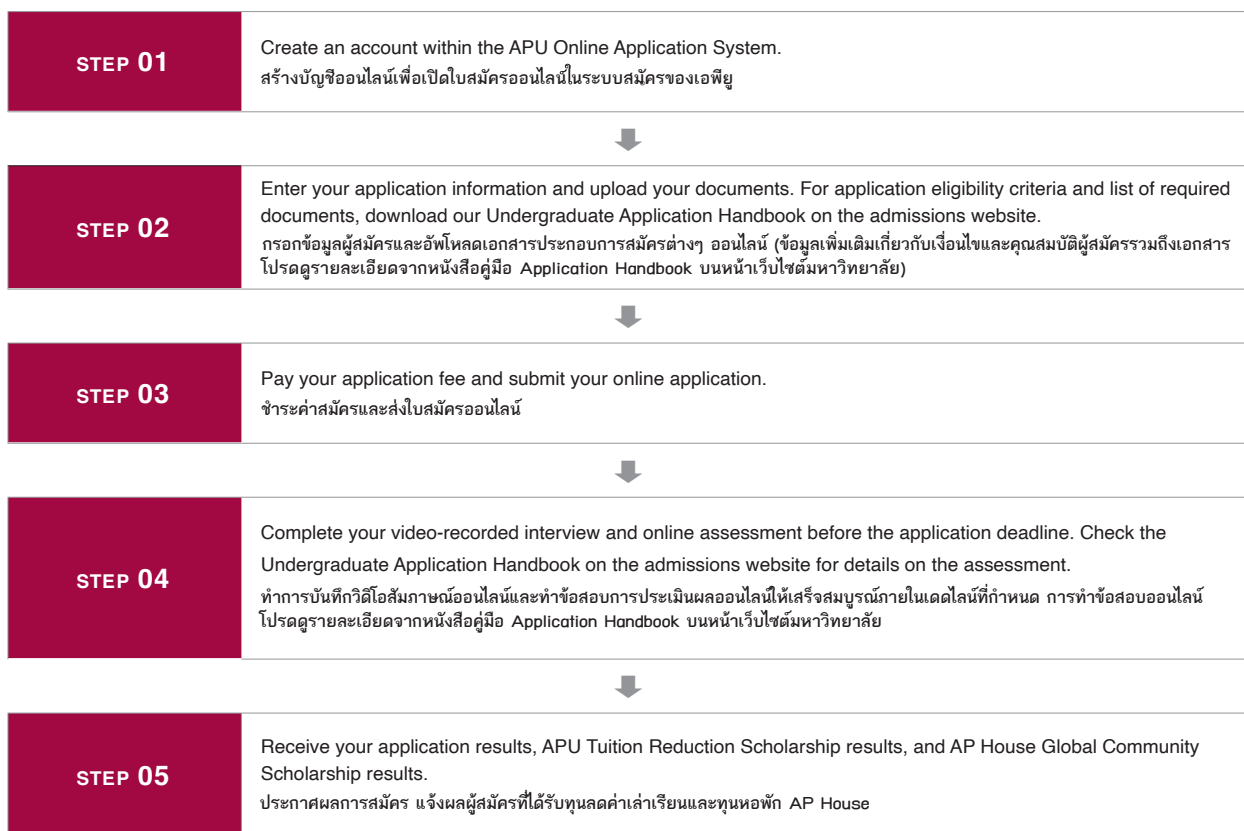 STEP 01
Create an account within the APU Online Application System.
สร้างบัญชีออนไลน์เพื่อเปิดใบสมัครออนไลน์ในระบบสมัครของเอพียู
STEP 02
Enter your application information and upload your documents. For application eligibility criteria and list of required
documents, download our Undergraduate Application Handbook on the admissions website.
กรอกข้อมูลผู้สมัครและอัพโหลดเอกสารประกอบการสมัครต่างๆ ออนไลน์ (ข้อมูลเพิ่มเติมเกี่ยวกับเงื่อนไขและคุณสมบัติผู้สมัครรวมถึงเอกสาร
โปรดดูรายละเอียดจากหนังสือคู่มือ Application Handbook บนหน้าเว็บไซต์มหาวิทยาลัย)
STEP 03
Pay your application fee and submit your online application.
ชำระค่าสมัครและส่งใบสมัครออนไลน์
STEP 04
Complete your video-recorded interview and online assessment before the application deadline. Check the
Undergraduate Application Handbook on the admissions website for details on the assessment.
ทำการบันทึกวิดีโอสัมภาษณ์ออนไลน์และทำข้อสอบการประเมินผลออนไลน์ให้เสร็จสมบูรณ์ภายในเดดไลน์ที่กำหนด การทำข้อสอบออนไลน์
โปรดดูรายละเอียดจากหนังสือคู่มือ Application Handbook บนหน้าเว็บไซต์มหาวิทยาลัย
STEP 05
Receive your application results, APU Tuition Reduction Scholarship results, and AP House Global Community
Scholarship results.
ประกาศผลการสมัคร แจ้งผลผู้สมัครที่ได้รับทุนลดค่าเล่าเรียนและทุนหอพัก AP House